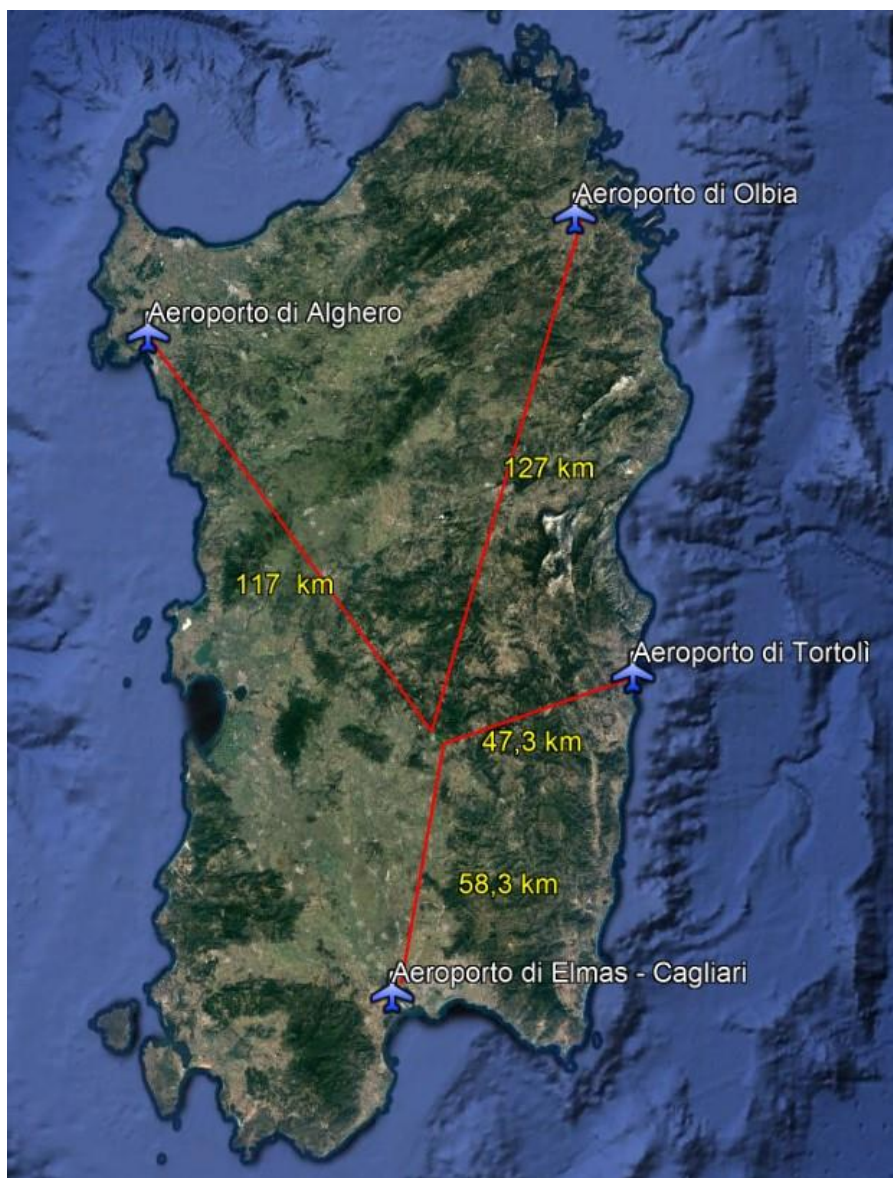 Aeroporto di Olbia
Aeroporto di Alghero
127 km
117  km
Aeroporto di Tortolì
47,3 km
58,3 km
Aeroporto di Elmas - Cagliari